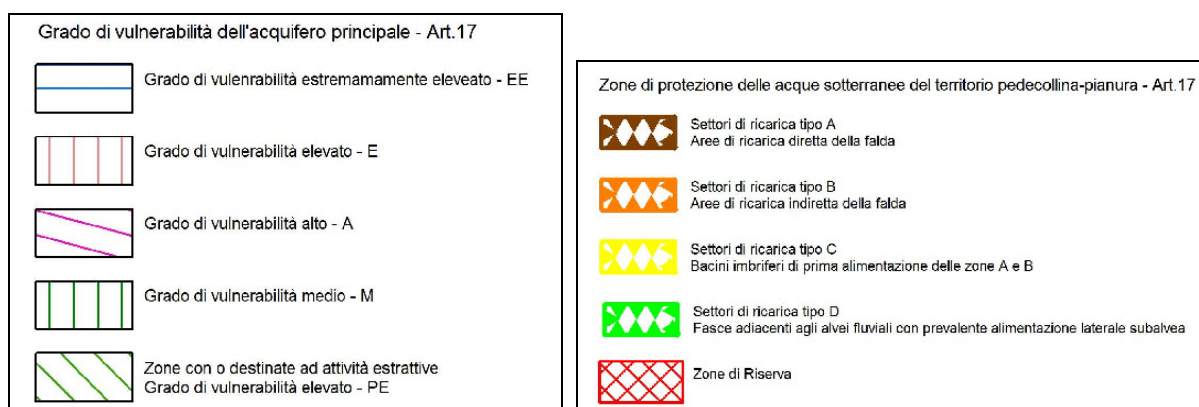 Grado di vulnerabilità dell'acquifero principale - Art.17
Grado di vulenrabilità estremamamente eleveato - EE
Grado di vulnerabilità elevato - E
Grado di vulnerabilità alto - A
Grado di vulnerabilità medio - M
Zone con o destinate ad attività estrattive
Grado di vulnerabilità elevato - PE
Zone di protezione delle acque sotterranee del territorio pedecollina-pianura - Art.17
Settori di ricarica tipo A
Aree di ricarica diretta della falda
Settori di ricarica tipo B
Aree di ricarica indiretta della falda
Settori di ricarica tipo C
Bacini imbriferi di prima alimentazione delle zone A e B
Settori di ricarica tipo D
Fasce adiacenti agli alvei fluviali con prevalente alimentazione laterale subalvea
Zone di Riserva